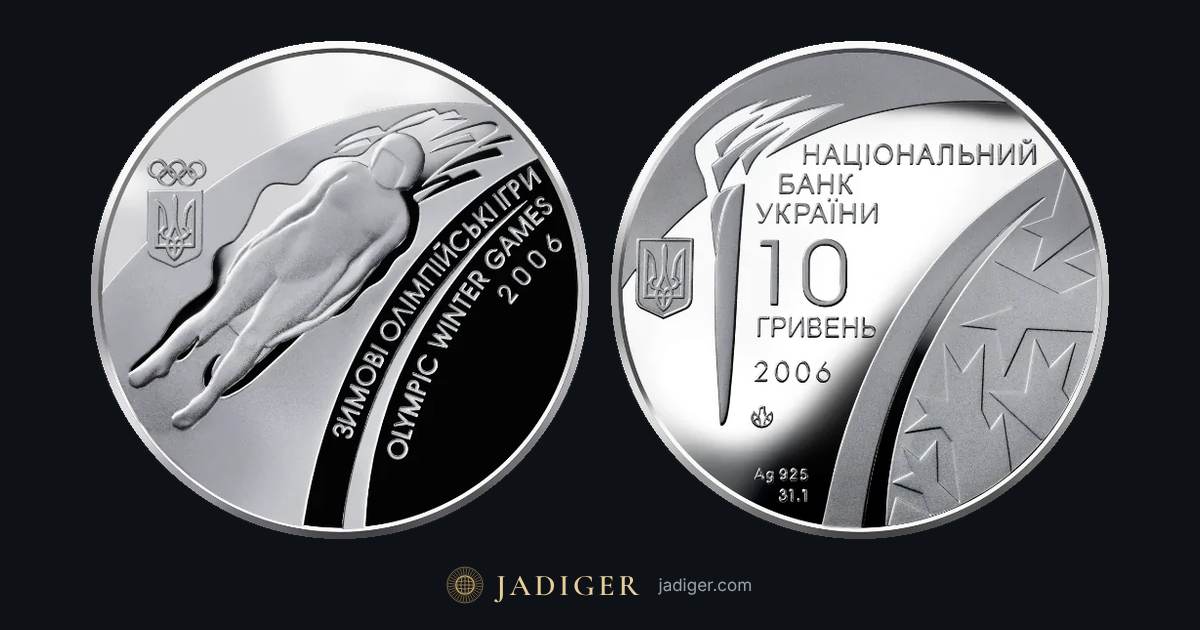 ЗИМОВІ ОЛІМПІЙСЬКІ ІГРИ
OLYMPIC WINTER GAMES
2006
НАЦІОНАЛЬНИЙ
БАНК
УКРАЇНИ
10
ГРИВЕНЬ
2006
Ag 925
31.1
JADIGER jadiger.com